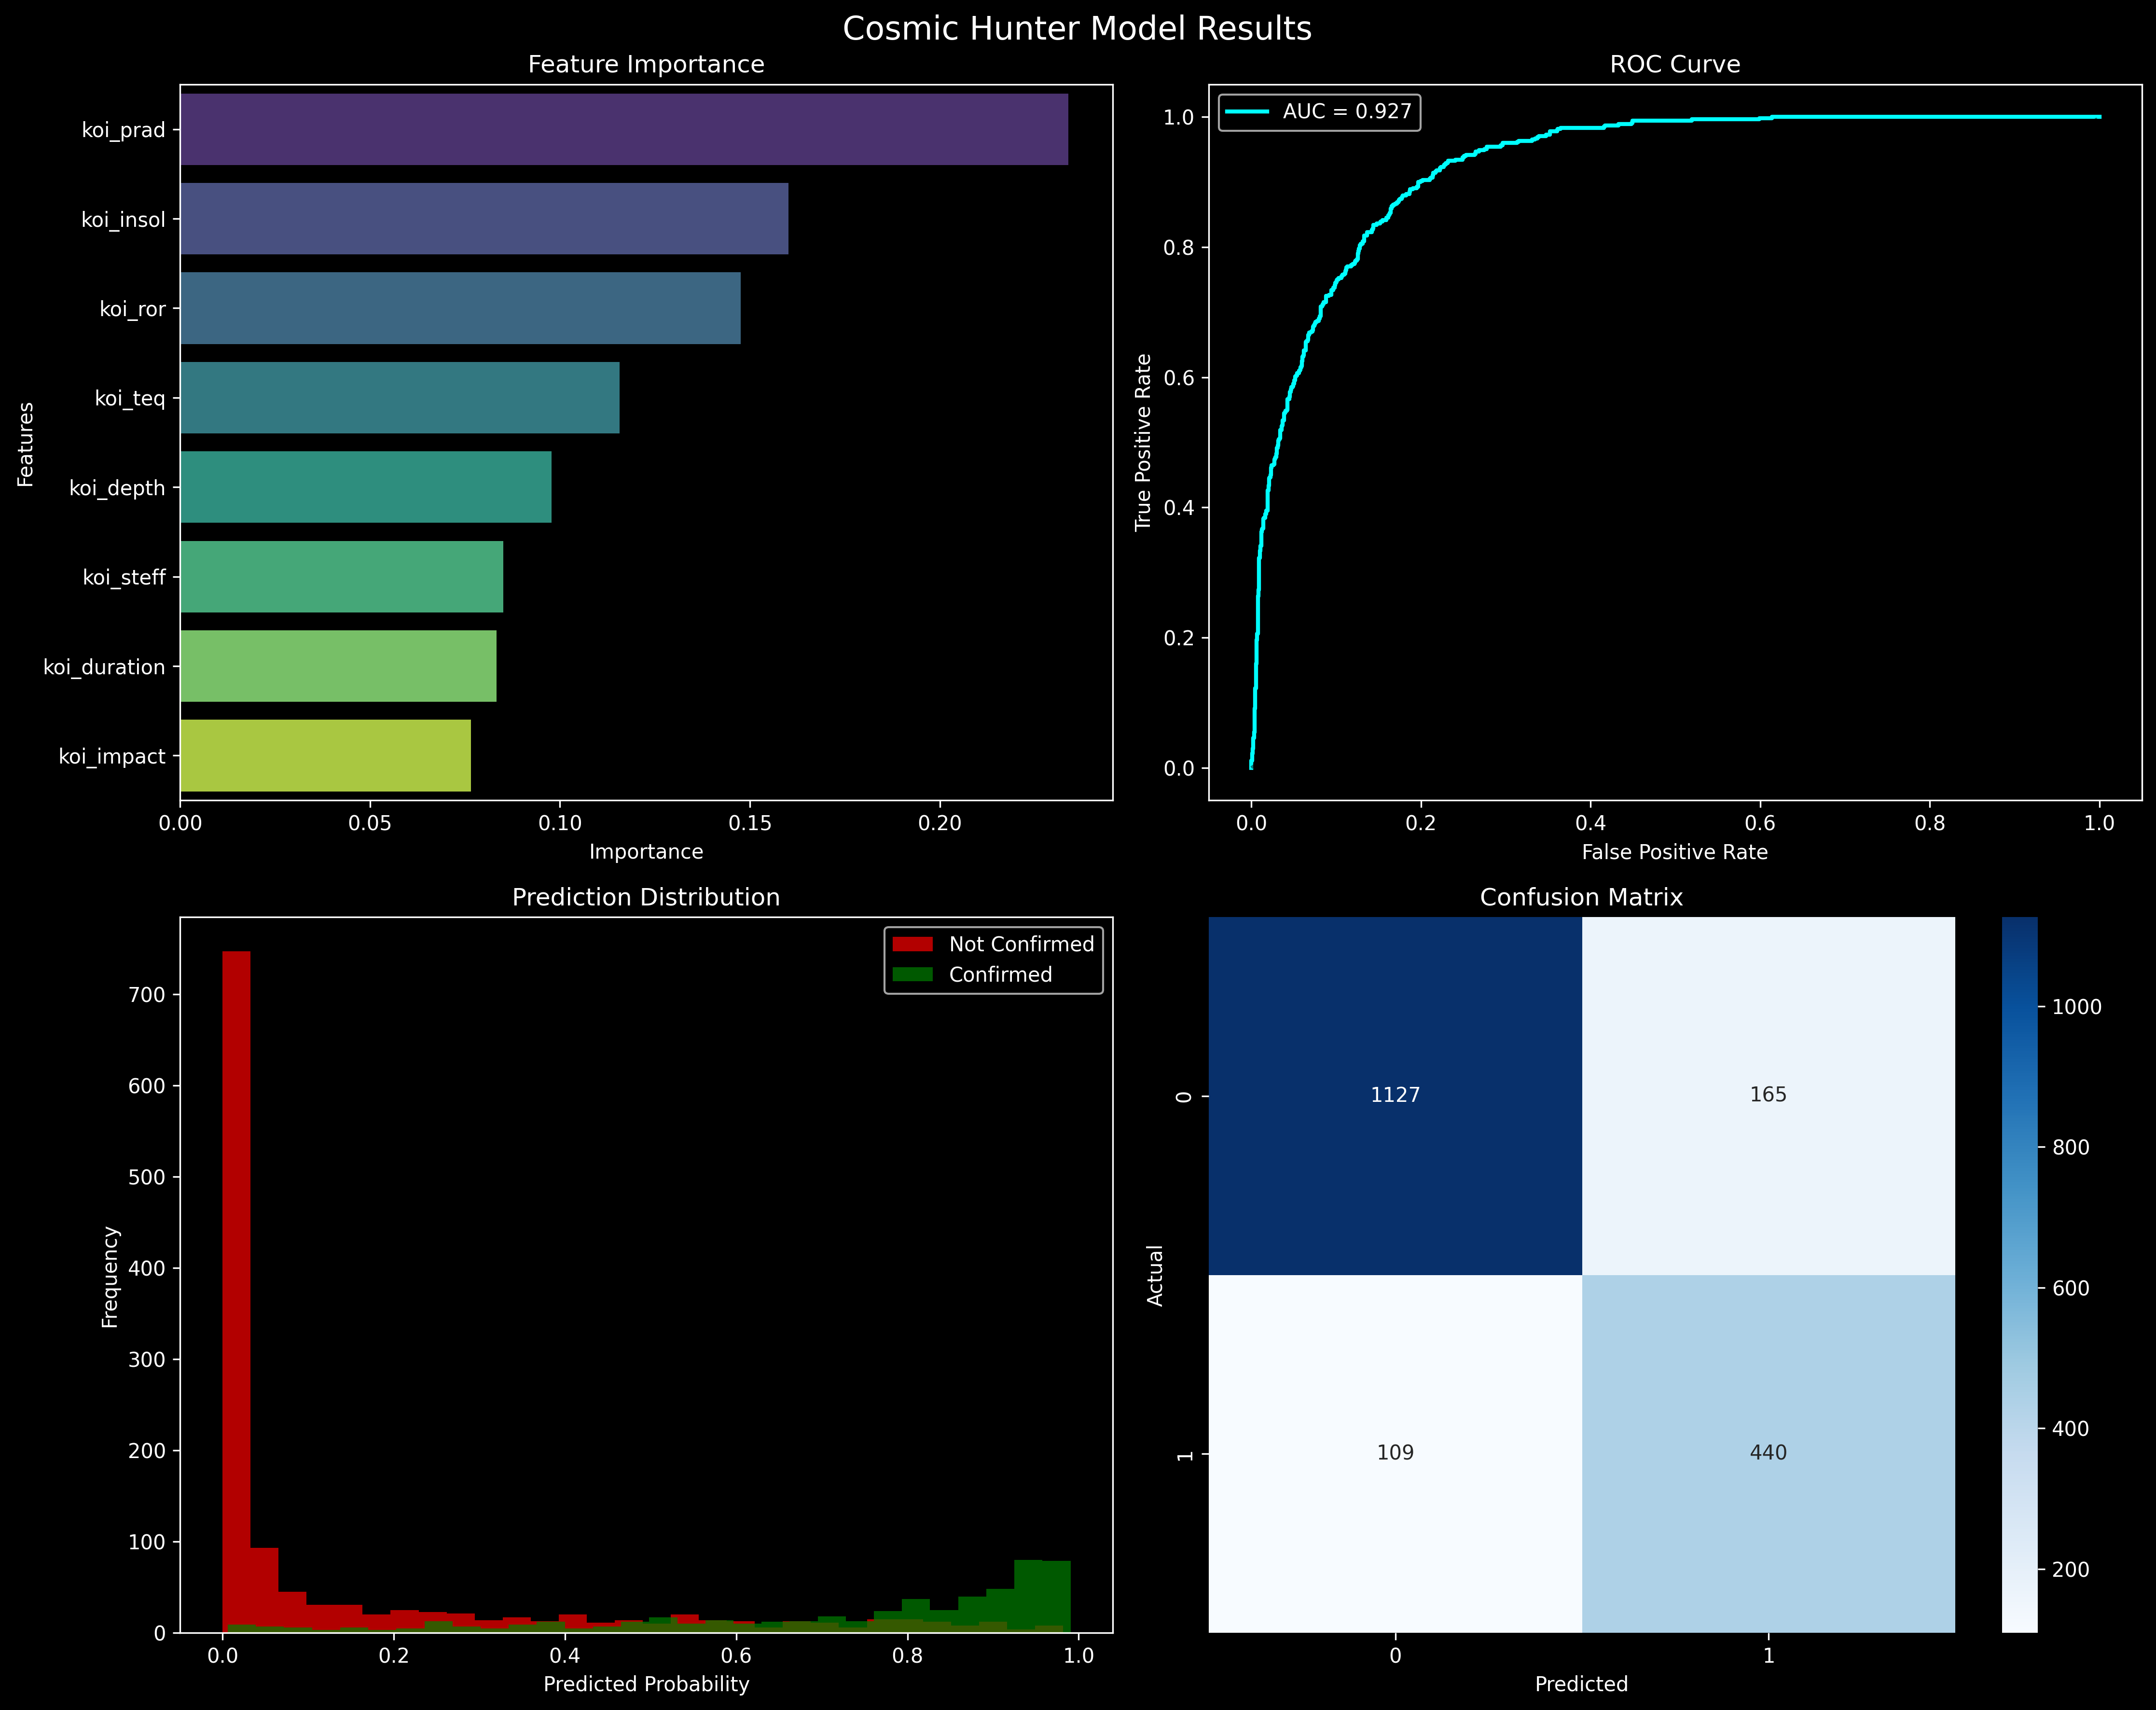 Cosmic Hunter Model Results
Feature Importance
koi_prad
koi_insol
koi_ror
koi_teq
koi_depth
koi_steff
koi_duration
koi_impact
Features
0.00 0.05 0.10 0.15 0.20
Importance
ROC Curve
AUC = 0.927
1.0
0.8
0.6
0.4
0.2
0.0
True Positive Rate
0.0 0.2 0.4 0.6 0.8 1.0
False Positive Rate
Prediction Distribution
Not Confirmed
Confirmed
700
600
500
400
300
200
100
0
Frequency
0.0 0.2 0.4 0.6 0.8 1.0
Predicted Probability
Confusion Matrix
0
1
Actual
1127 165
109 440
0 1
Predicted
1000
800
600
400
200